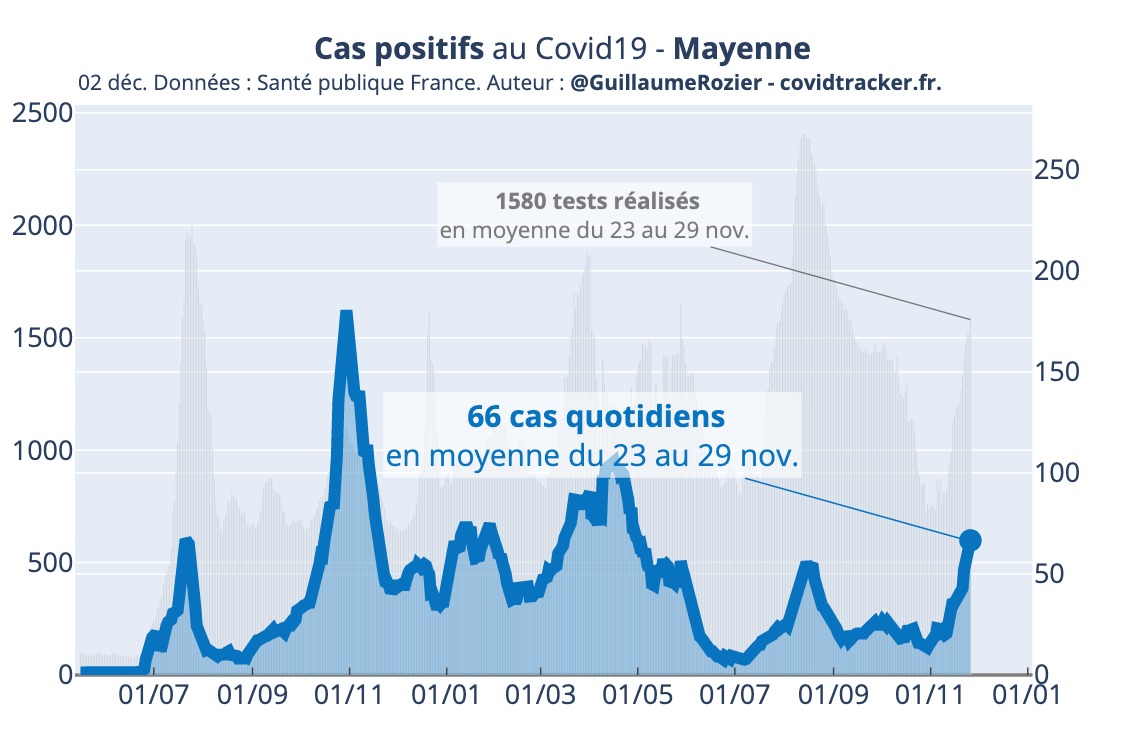 Cas positifs au Covid19 - Mayenne
02 déc. Données : Santé publique France. Auteur : @GuillaumeRozier - covidtracker.fr.
2500
250
1580 tests réalisés
en moyenne du 23 au 29 nov.
2000
200
1500
150
66 cas quotidiens
en moyenne du 23 au 29 nov.
1000
100
500
50
0
0
01/07 01/09 01/11 01/01 01/03 01/05 01/07 01/09 01/11 01/01